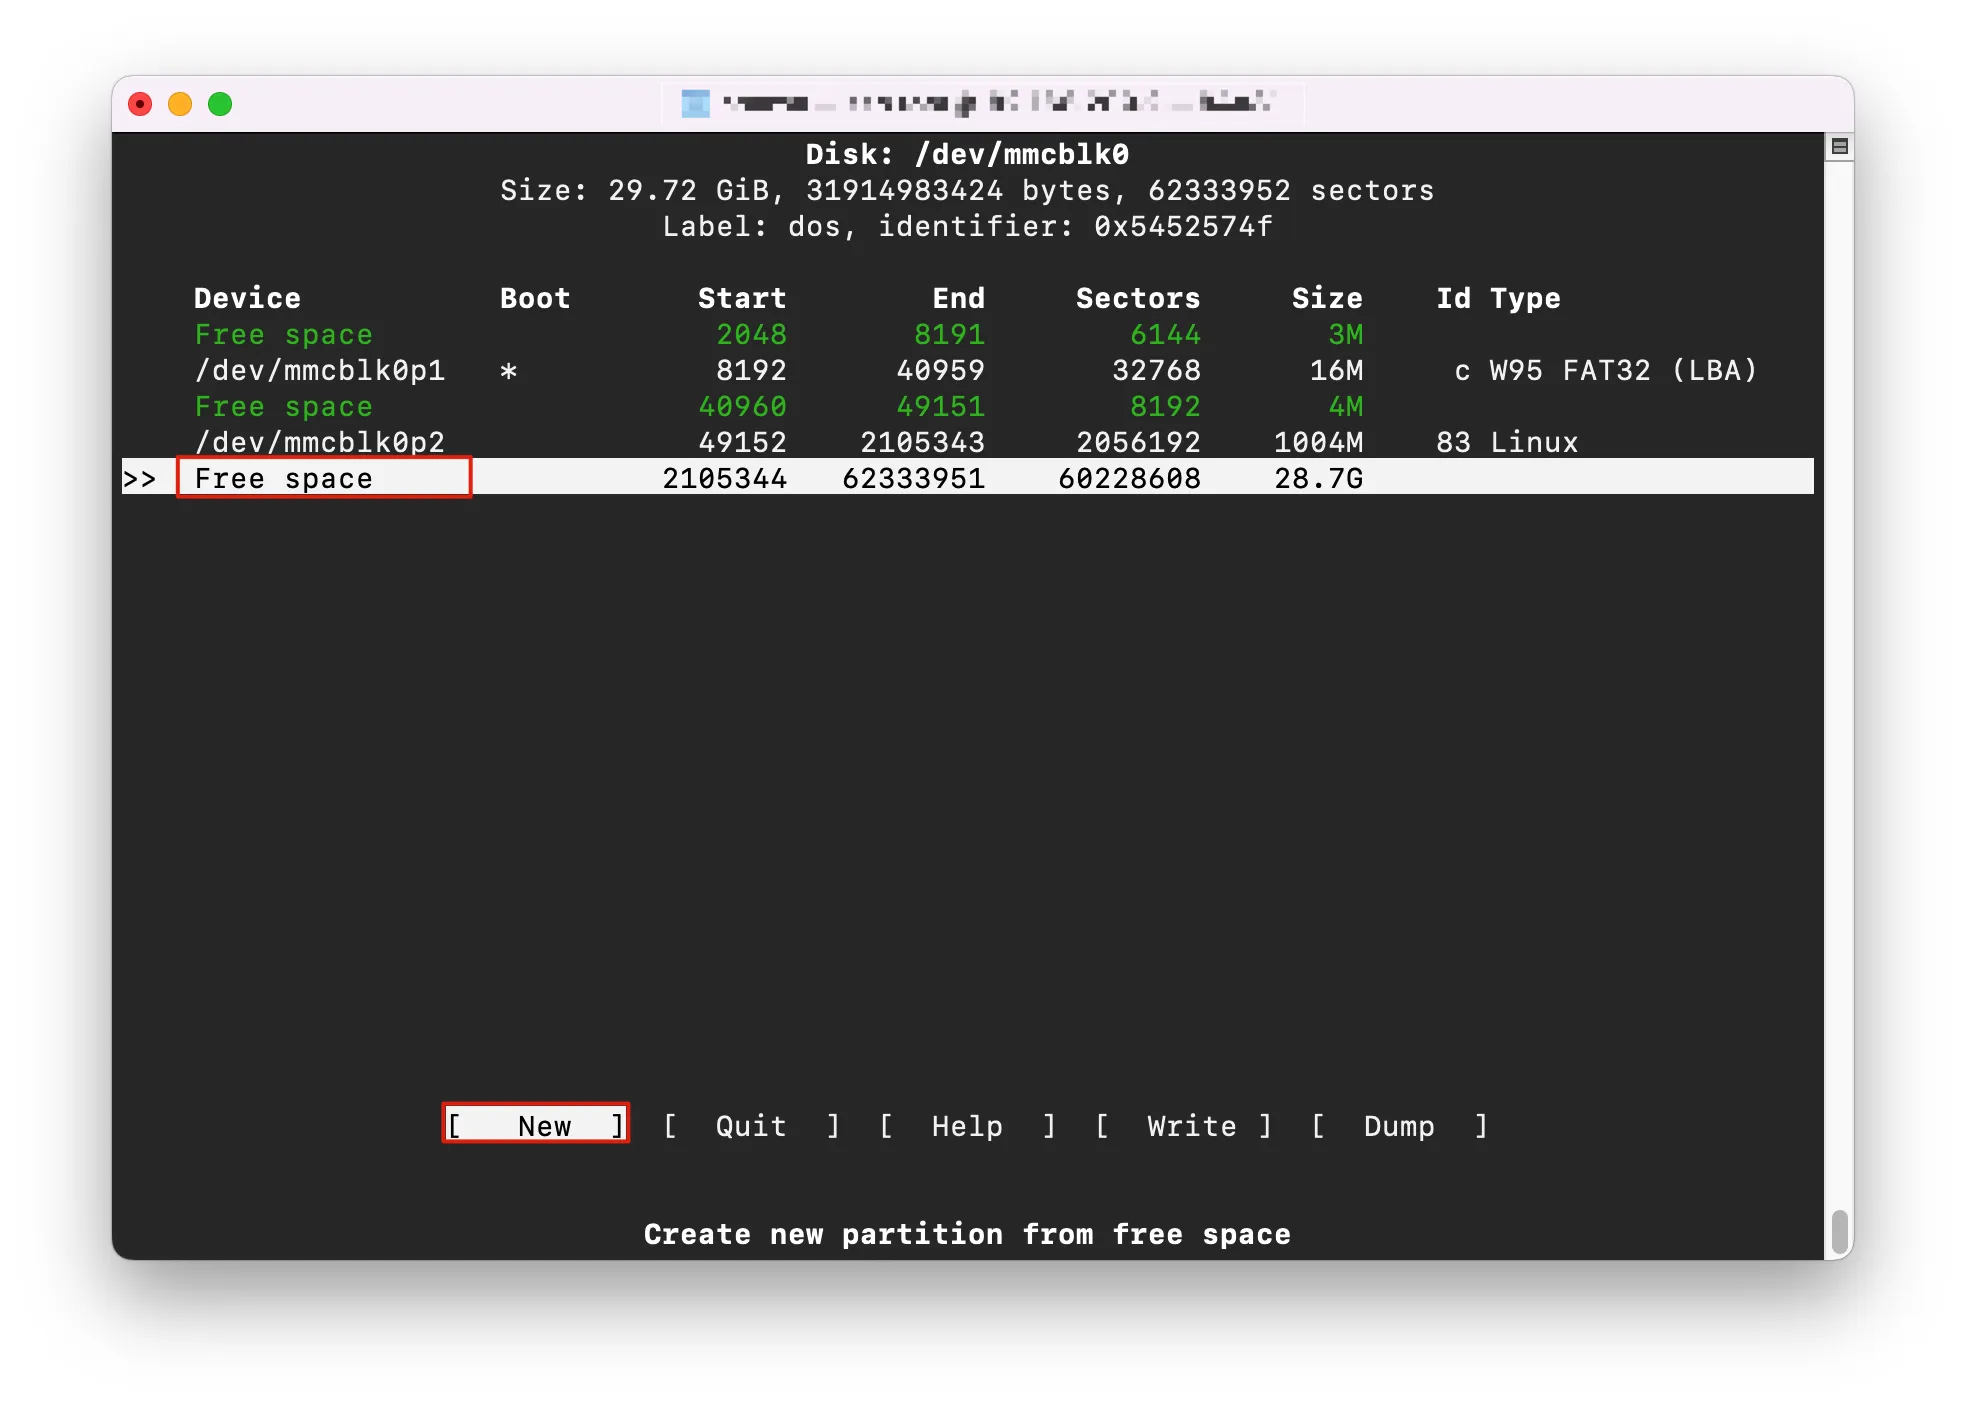 Disk: /dev/mmcblk0
Size: 29.72 GiB, 31914983424 bytes, 62333952 sectors
Label: dos, identifier: 0x5452574f
Device Boot Start End Sectors Size Id Type
Free space 2048 8191 6144 3M
/dev/mmcblk0p1 * 8192 40959 32768 16M c W95 FAT32 (LBA)
Free space 40960 49151 8192 4M
/dev/mmcblk0p2 49152 2105343 2056192 1004M 83 Linux
>> Free space 2105344 62333951 60228608 28.7G
[ New ] [ Quit ] [ Help ] [ Write ] [ Dump ]
Create new partition from free space